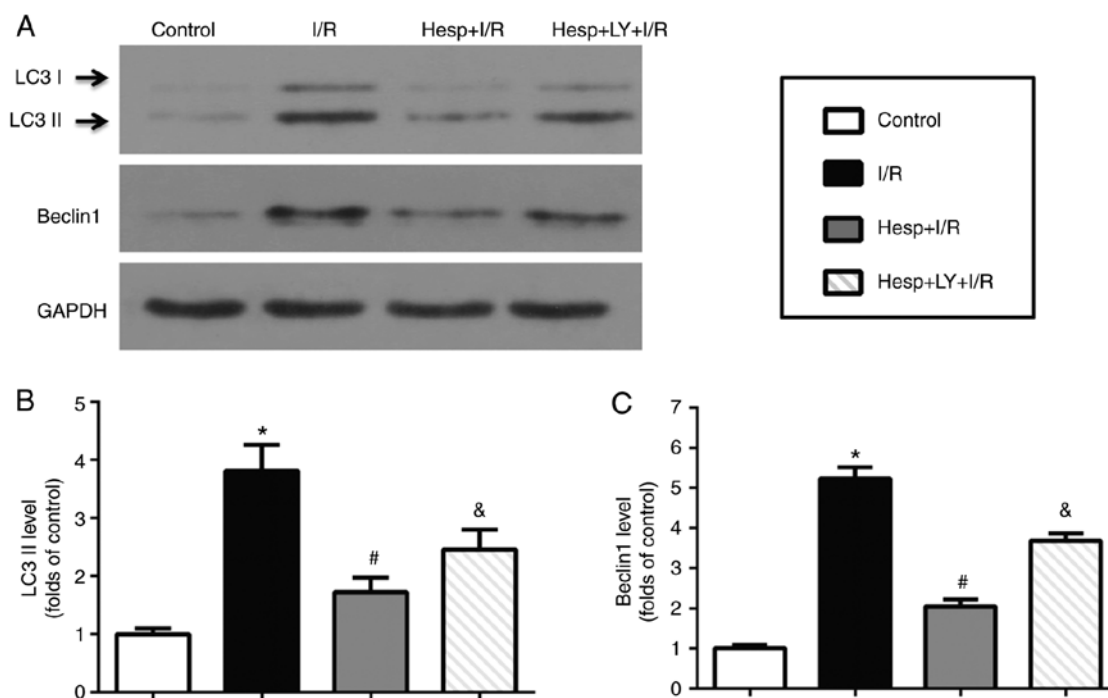 A
Control I/R Hesp+I/R Hesp+LY+I/R
LC3 I
LC3 II
Beclin1
GAPDH
Control
I/R
Hesp+I/R
Hesp+LY+I/R
B
LC3 II level
(folds of control)
5
4
3
2
1
0
*
#
&
C
Beclin1 level
(folds of control)
7
6
5
4
3
2
1
0
*
#
&